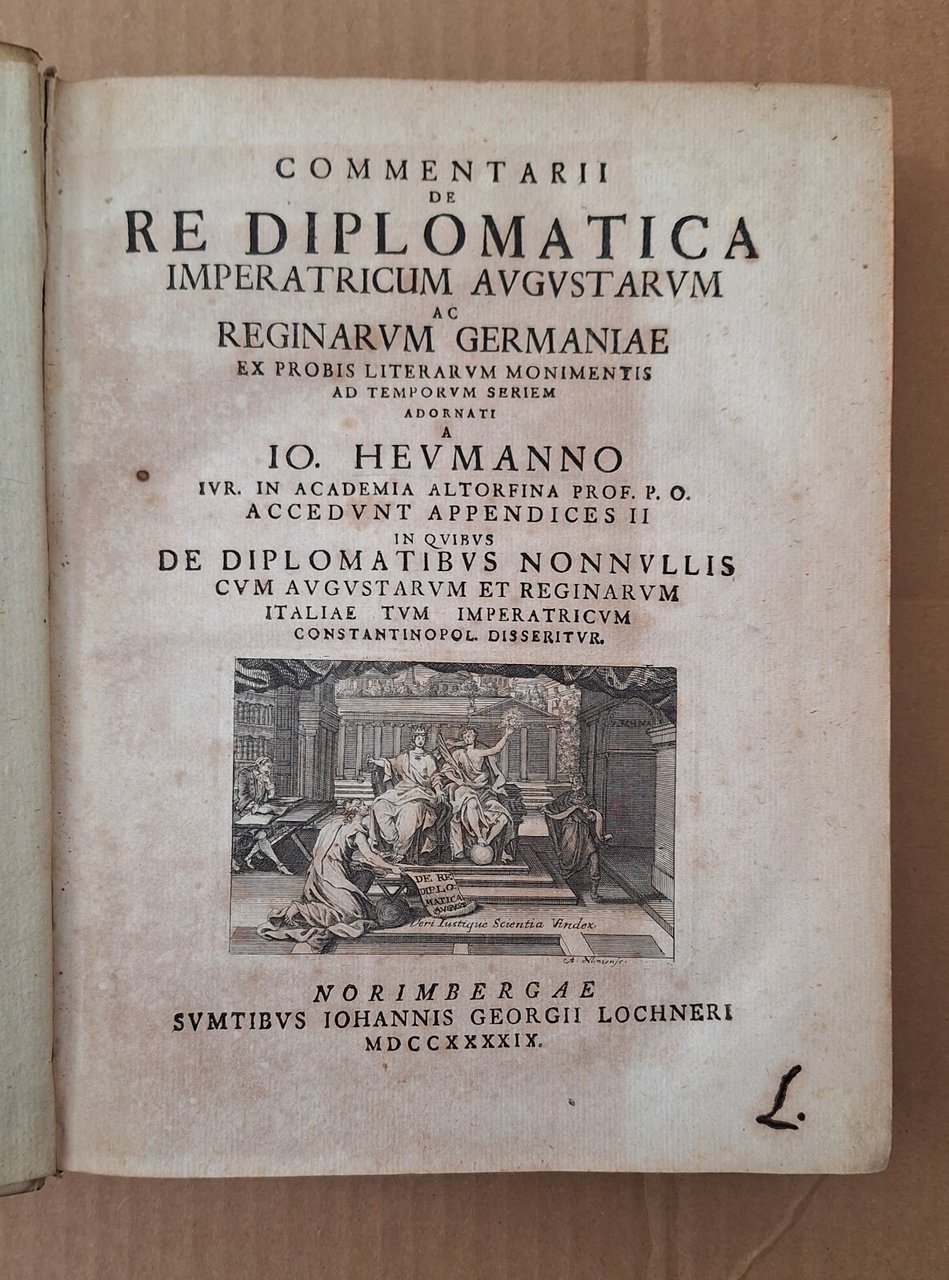 COMMENTARII
DE
RE DIPLOMATICA
IMPERATRICUM AVGVSTARVM
AC
REGINARVM GERMANIAE
EX PROBIS LITERARVM MONIMENTIS
AD TEMPORVM SERIEM
ADORNATI
A
IO. HEVMANNO
IVR. IN ACADEMIA ALTORFINA PROF. P. O.
ACCEDVNT APPENDICES II
IN QVIBVS
DE DIPLOMATIBVS NONNVLLIS
CVM AVGVSTARVM ET REGINARVM
ITALIAE TVM IMPERATRICVM
CONSTANTINOPOL. DISSERITVR.
DE RE
DIPLO-
MATICA
AVGVST
Veri Iustique Scientia Vindex.
NORIMBERGAE
SVMTIBVS IOHANNIS GEORGII LOCHNERI
MDCCXXXXIX.
L.